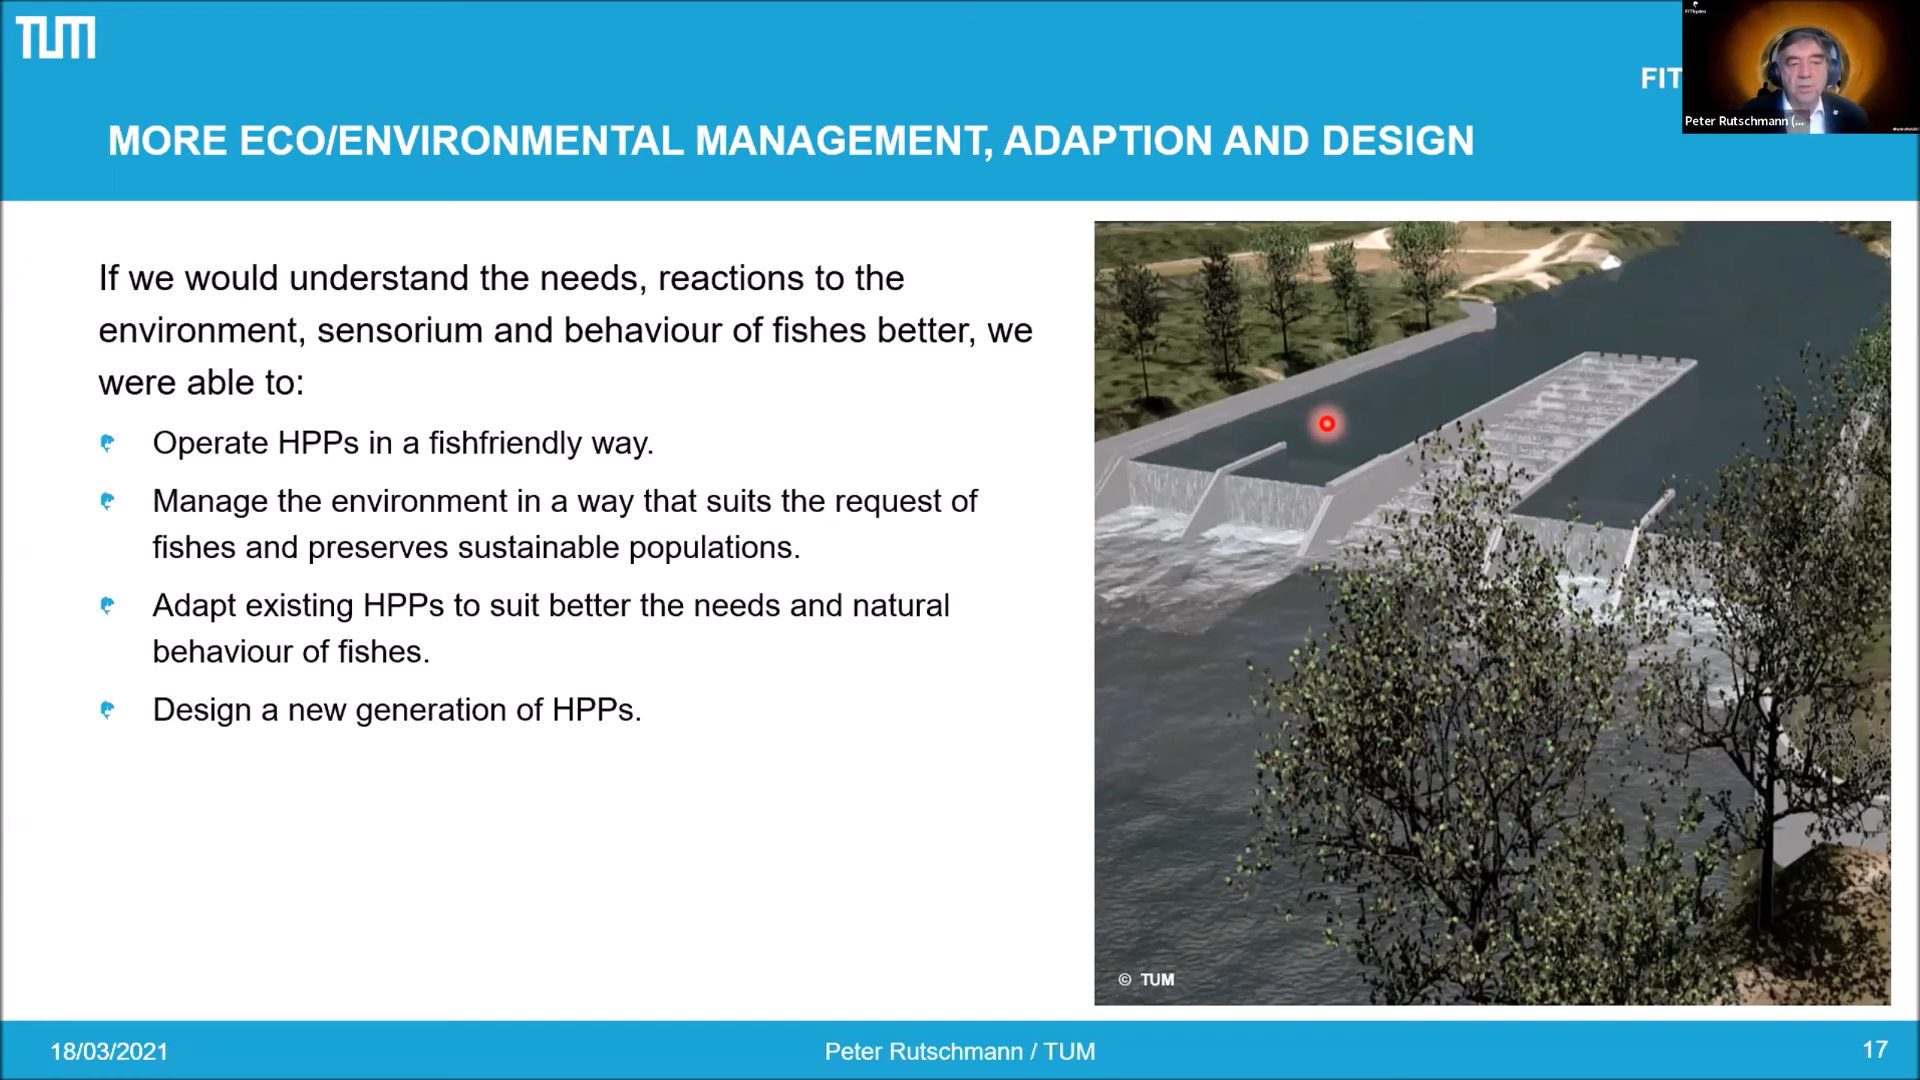 TUM
FIT
Peter Rutschmann (...
MORE ECO/ENVIRONMENTAL MANAGEMENT, ADAPTION AND DESIGN
If we would understand the needs, reactions to the
environment, sensorium and behaviour of fishes better, we
were able to:
Operate HPPs in a fishfriendly way.
Manage the environment in a way that suits the request of
fishes and preserves sustainable populations.
Adapt existing HPPs to suit better the needs and natural
behaviour of fishes.
Design a new generation of HPPs.
© TUM
18/03/2021
Peter Rutschmann / TUM
17